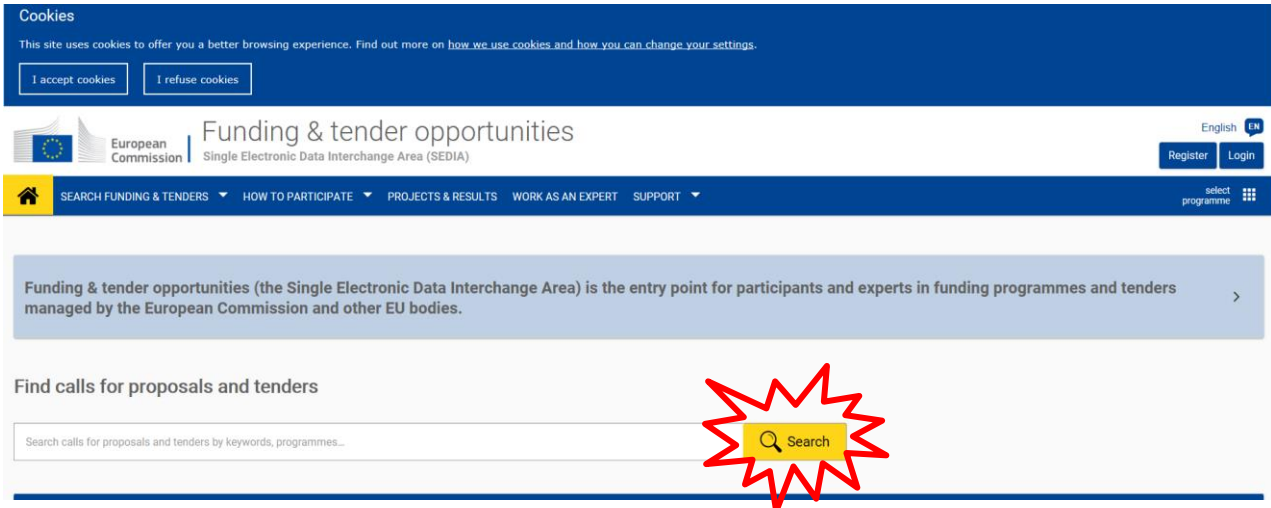 Cookies
This site uses cookies to offer you a better browsing experience. Find out more on how we use cookies and how you can change your settings.
I accept cookies
I refuse cookies
European
Commission
Funding & tender opportunities
Single Electronic Data Interchange Area (SEDIA)
English EN
Register
Login
SEARCH FUNDING & TENDERS
HOW TO PARTICIPATE
PROJECTS & RESULTS
WORK AS AN EXPERT
SUPPORT
select
programme
Funding & tender opportunities (the Single Electronic Data Interchange Area) is the entry point for participants and experts in funding programmes and tenders
managed by the European Commission and other EU bodies.
Find calls for proposals and tenders
Search calls for proposals and tenders by keywords, programmes...
Search